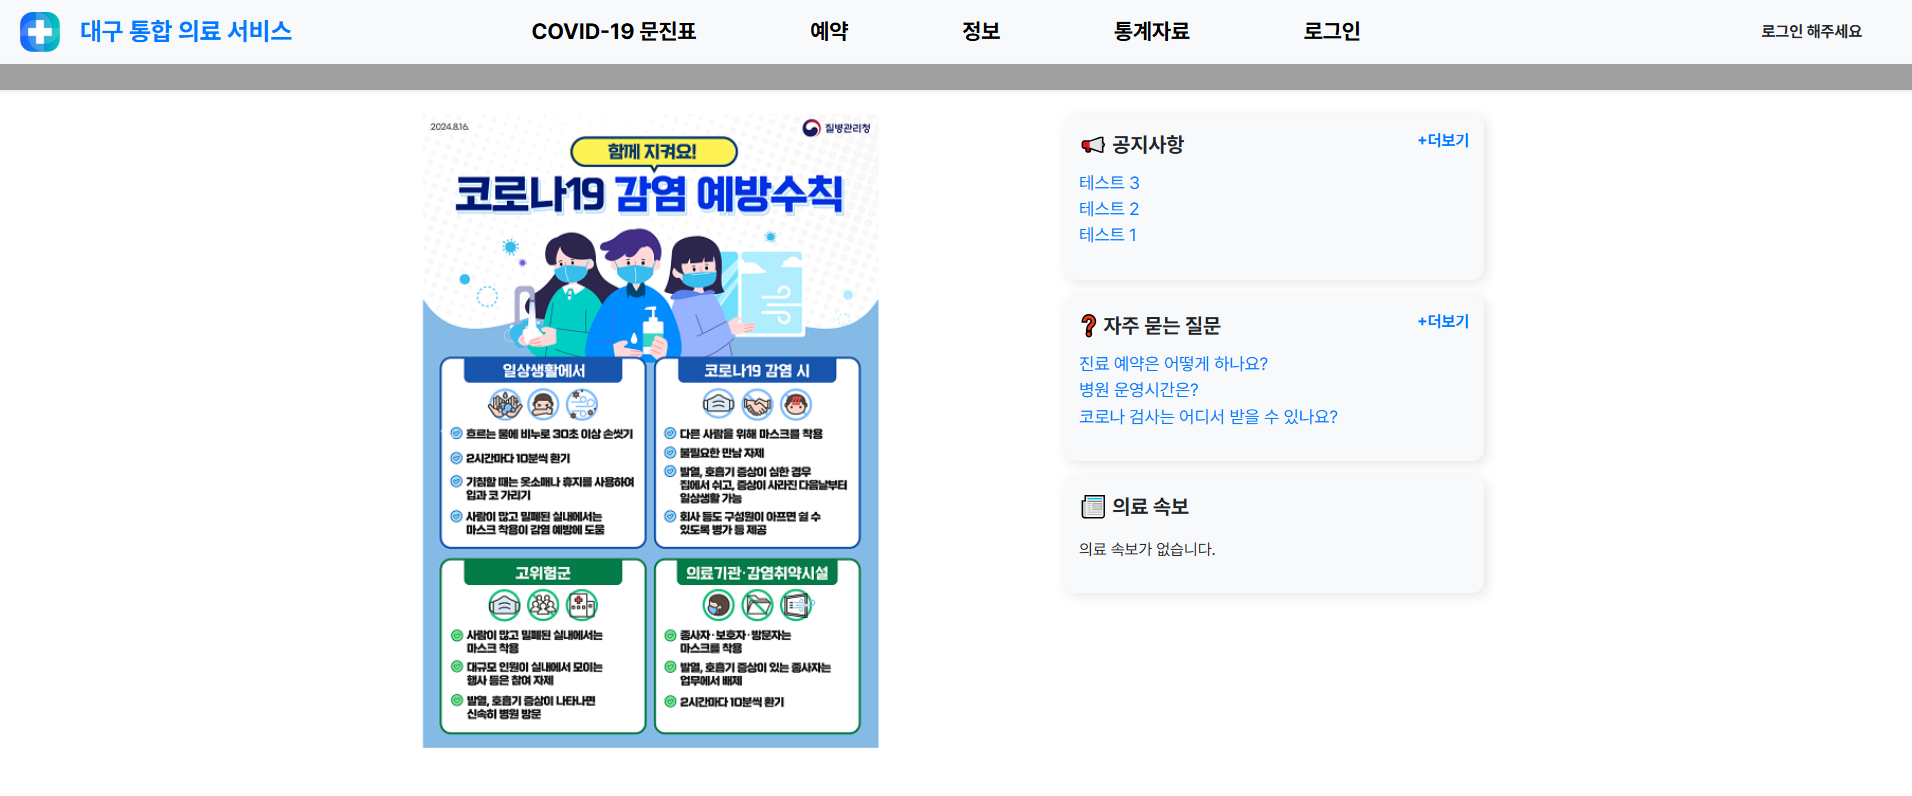 대구 통합 의료 서비스
COVID-19 문진표
예약
정보
통계자료
로그인
로그인 해주세요
2024.8.16.
질병관리청
함께 지켜요!
코로나19 감염 예방수칙
일상생활에서
흐르는 물에 비누로 30초 이상 손씻기
2시간마다 10분씩 환기
기침할 때는 옷소매나 휴지를 사용하여
입과 코 가리기
사람이 많고 밀폐된 실내에서는
마스크 착용이 감염 예방에 도움
코로나19 감염 시
다른 사람을 위해 마스크를 착용
불필요한 만남 자제
발열, 호흡기 증상이 심한 경우
집에서 쉬고, 증상이 사라진 다음날부터
일상생활 가능
회사 등도 구성원이 아프면 쉴 수
있도록 병가 등 제공
고위험군
사람이 많고 밀폐된 실내에서는
마스크 착용
대규모 인원이 실내에서 모이는
행사 등은 참여 자제
발열, 호흡기 증상이 나타나면
신속히 병원 방문
의료기관·감염취약시설
종사자·보호자·방문자는
마스크를 착용
발열, 호흡기 증상이 있는 종사자는
업무에서 배제
2시간마다 10분씩 환기
공지사항
+더보기
테스트 3
테스트 2
테스트 1
자주 묻는 질문
+더보기
진료 예약은 어떻게 하나요?
병원 운영시간은?
코로나 검사는 어디서 받을 수 있나요?
의료 속보
의료 속보가 없습니다.